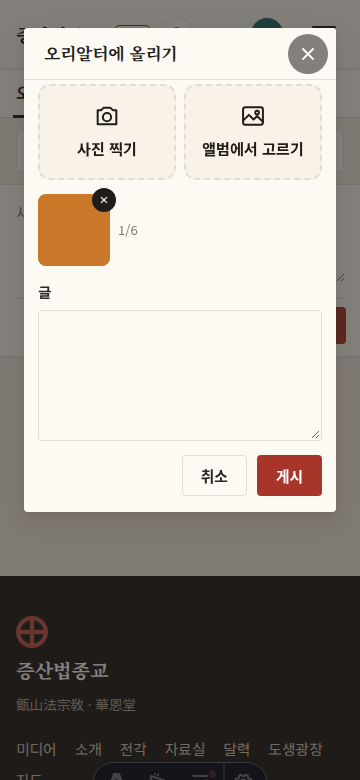 오리알터에 올리기
사진 찍기
앨범에서 고르기
1/6
글
취소
게시
증산법종교
甑山法宗敎 · 華恩堂
미디어 소개 전각 자료실 달력 도생광장
지도